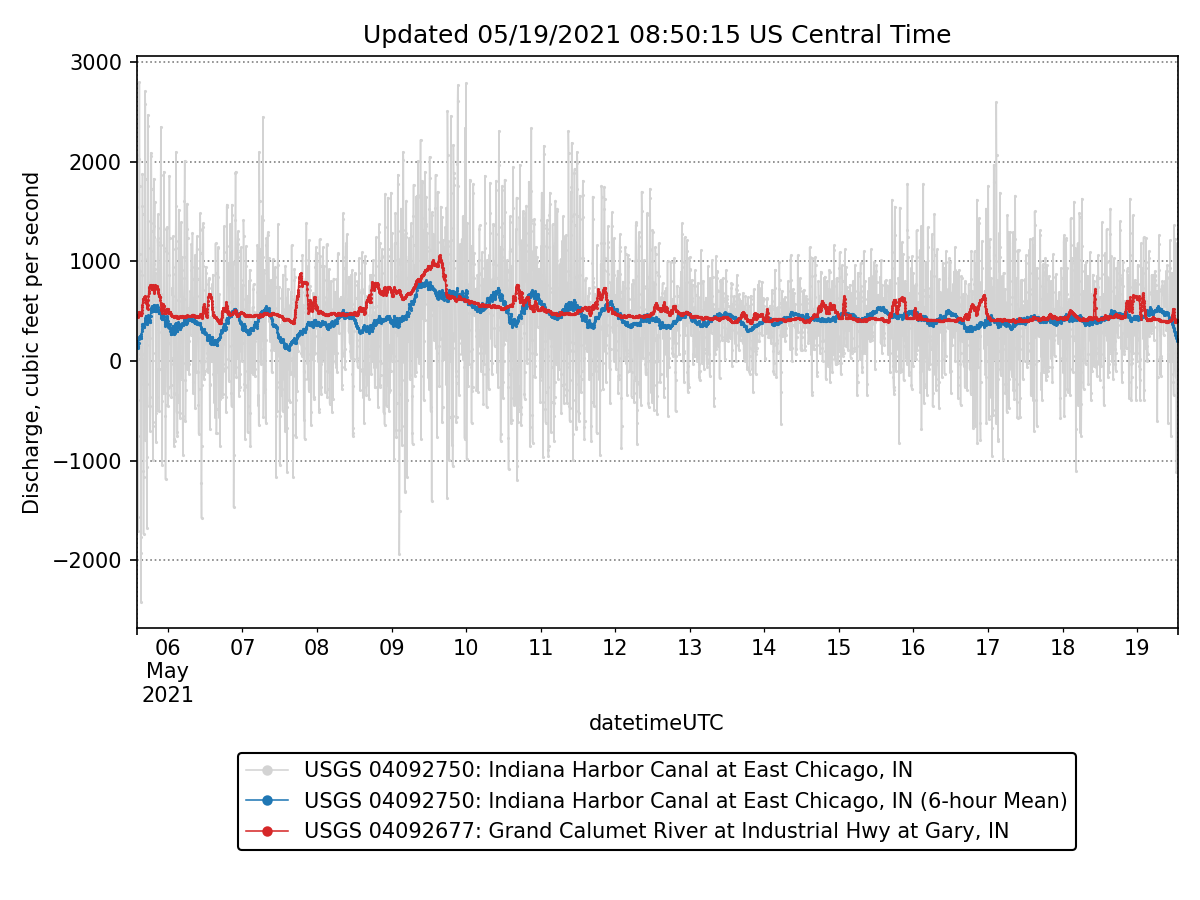 Updated 05/19/2021 08:50:15 US Central Time
Discharge, cubic feet per second
3000
2000
1000
0
−1000
−2000
06 07 08 09 10 11 12 13 14 15 16 17 18 19
May
2021
datetimeUTC
USGS 04092750: Indiana Harbor Canal at East Chicago, IN
USGS 04092750: Indiana Harbor Canal at East Chicago, IN (6-hour Mean)
USGS 04092677: Grand Calumet River at Industrial Hwy at Gary, IN